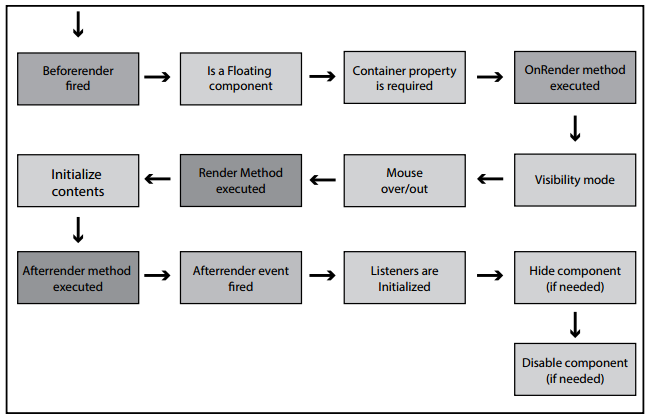 Beforerender
fired
Is a Floating
component
Container property
is required
OnRender method
executed
Initialize
contents
Render Method
executed
Mouse
over/out
Visibility mode
Afterrender method
executed
Afterrender event
fired
Listeners are
Initialized
Hide component
(if needed)
Disable component
(if needed)